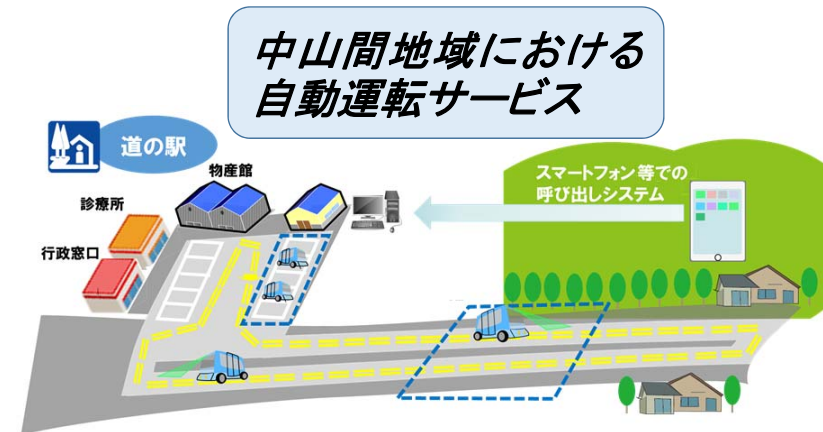 中山間地域における
自動運転サービス
道の駅
物産館
診療所
行政窓口
スマートフォン等での
呼び出しシステム